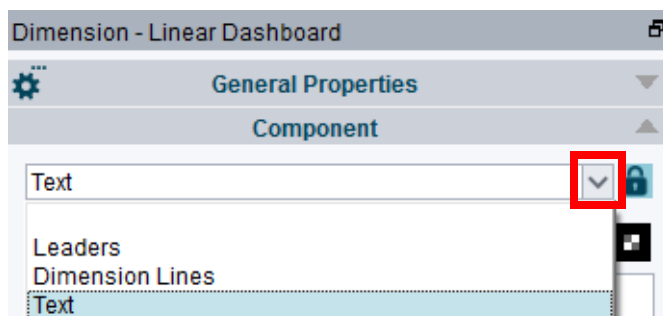 Dimension - Linear Dashboard
General Properties
Component
Text
Leaders
Dimension Lines
Text